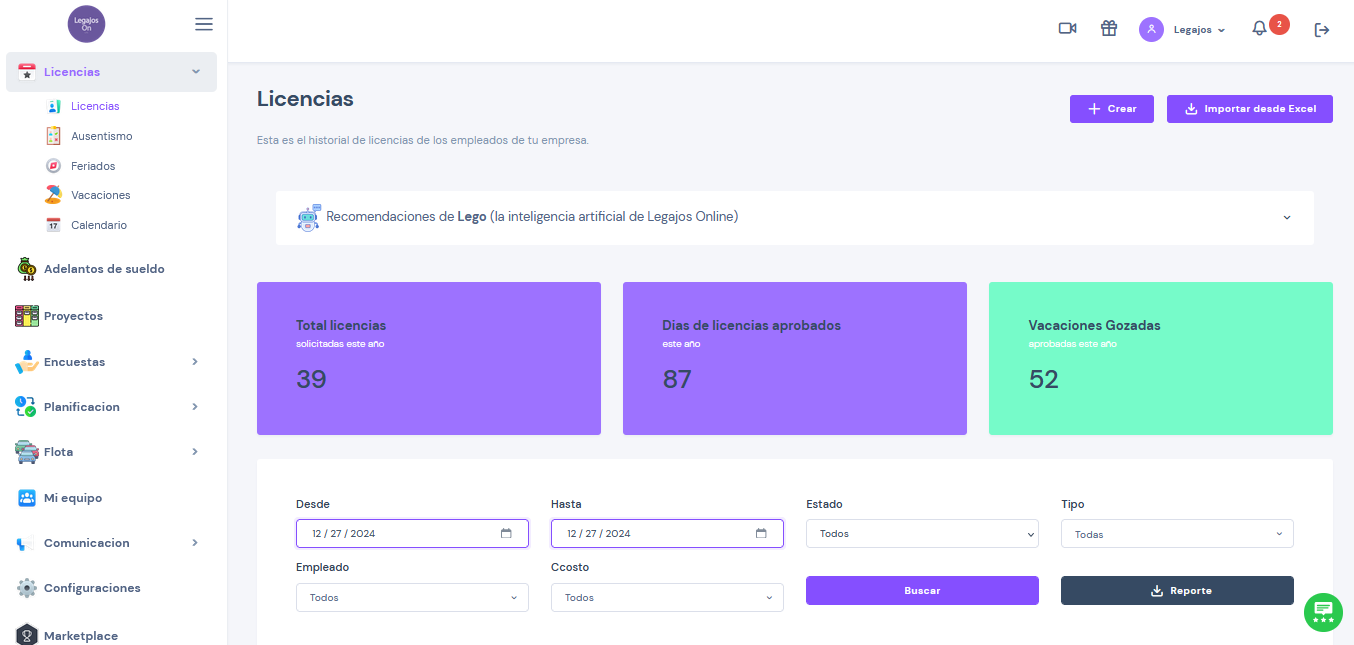 Legajos
On
Licencias
Licencias
Ausentismo
Feriados
Vacaciones
17
Calendario
Adelantos de sueldo
Proyectos
Encuestas
Planificacion
Flota
Mi equipo
Comunicacion
Configuraciones
Marketplace
Legajos
2
Licencias
Crear
Importar desde Excel
Esta es el historial de licencias de los empleados de tu empresa.
Recomendaciones de Lego (la inteligencia artificial de Legajos Online)
Total licencias
solicitadas este año
39
Dias de licencias aprobados
este año
87
Vacaciones Gozadas
aprobadas este año
52
Desde
Hasta
Estado
Tipo
12 / 27 / 2024
12 / 27 / 2024
Todos
Todas
Empleado
Ccosto
Todos
Todos
Buscar
Reporte